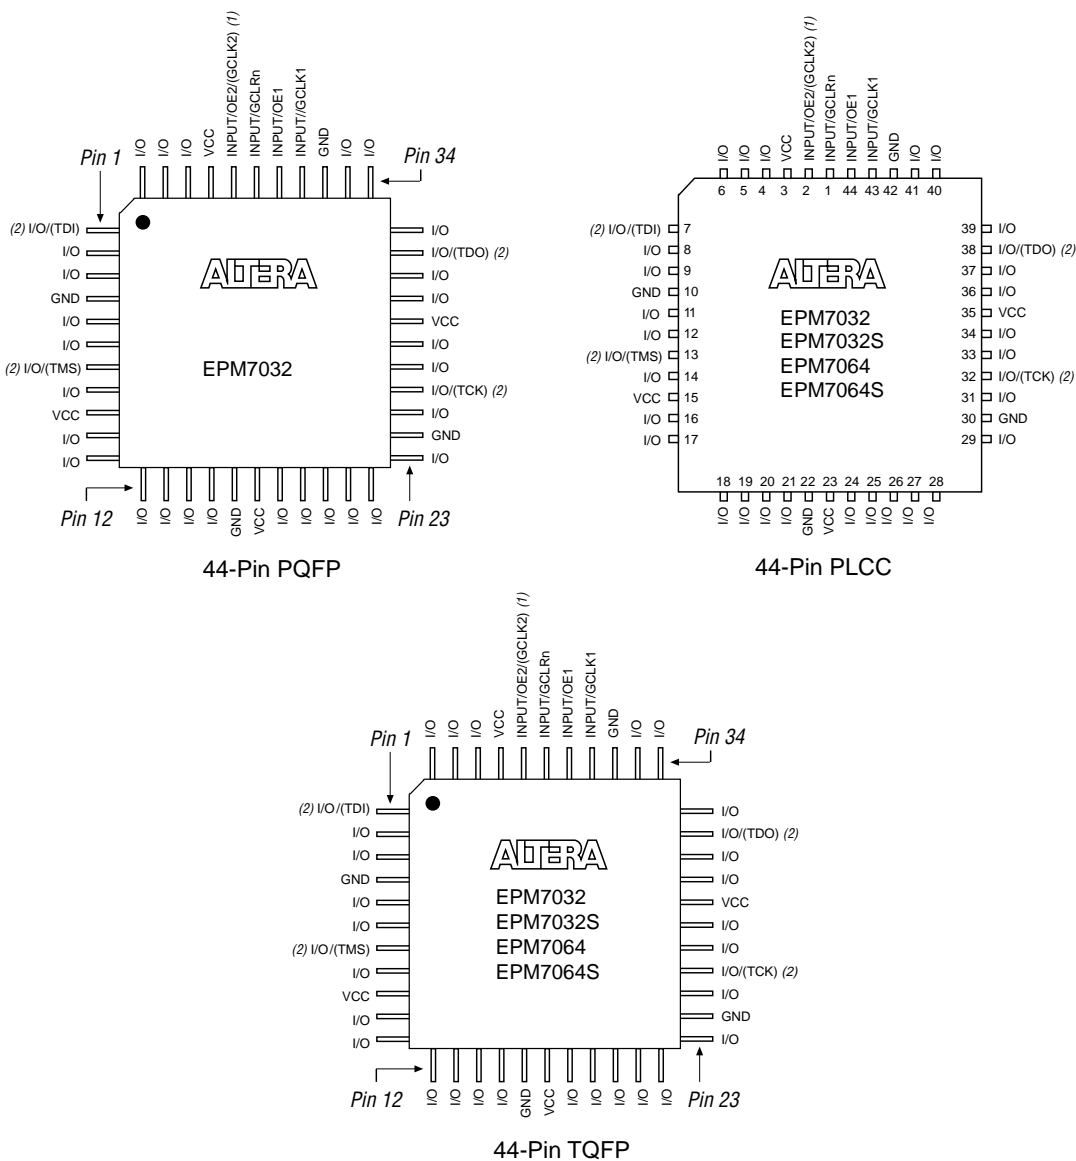 INPUT/OE2/(GCLK2) (1)
INPUT/GCLRn
INPUT/OE1
INPUT//GCLK1
I/O
I/O
I/O
VCC
GND
I/O
I/O
Pin 1
Pin 34
(2) I/O/(TDI)
I/O
I/O
GND
I/O
I/O
(2) I/O/(TMS)
I/O
VCC
I/O
I/O
ALTERA
EPM7032
I/O
I/O/(TDO) (2)
I/O
I/O
VCC
I/O
I/O
I/O/(TCK) (2)
I/O
GND
I/O
Pin 12
Pin 23
I/O
I/O
I/O
I/O
GND
VCC
I/O
I/O
I/O
I/O
I/O
44-Pin PQFP
I/O
I/O
I/O
VCC
INPUT/OE2/(GCLK2) (1)
INPUT/GCLRn
INPUT/OE1
INPUT/GCLK1
GND
I/O
I/O
6 5 4 3 2 1 44 43 42 41 40
(2) I/O/(TDI) 7
I/O 8
I/O 9
GND 10
I/O 11
I/O 12
(2) I/O/(TMS) 13
I/O 14
VCC 15
I/O 16
I/O 17
ALTERA
EPM7032
EPM7032S
EPM7064
EPM7064S
39 I/O
38 I/O/(TDO) (2)
37 I/O
36 I/O
35 VCC
34 I/O
33 I/O
32 I/O/(TCK) (2)
31 I/O
30 GND
29 I/O
18 19 20 21 22 23 24 25 26 27 28
I/O
I/O
I/O
I/O
GND
VCC
I/O
I/O
I/O
I/O
I/O
44-Pin PLCC
I/O
I/O
I/O
VCC
INPUT/OE2/(GCLK2) (1)
INPUT/GCLRn
INPUT/OE1
INPUT/GCLK1
GND
I/O
I/O
Pin 1
Pin 34
(2) I/O/(TDI)
I/O
I/O
GND
I/O
I/O
(2) I/O/(TMS)
I/O
VCC
I/O
I/O
ALTERA
EPM7032
EPM7032S
EPM7064
EPM7064S
I/O
I/O/(TDO) (2)
I/O
I/O
VCC
I/O
I/O
I/O/(TCK) (2)
I/O
GND
I/O
Pin 12
Pin 23
I/O
I/O
I/O
I/O
GND
VCC
I/O
I/O
I/O
I/O
I/O
44-Pin TQFP